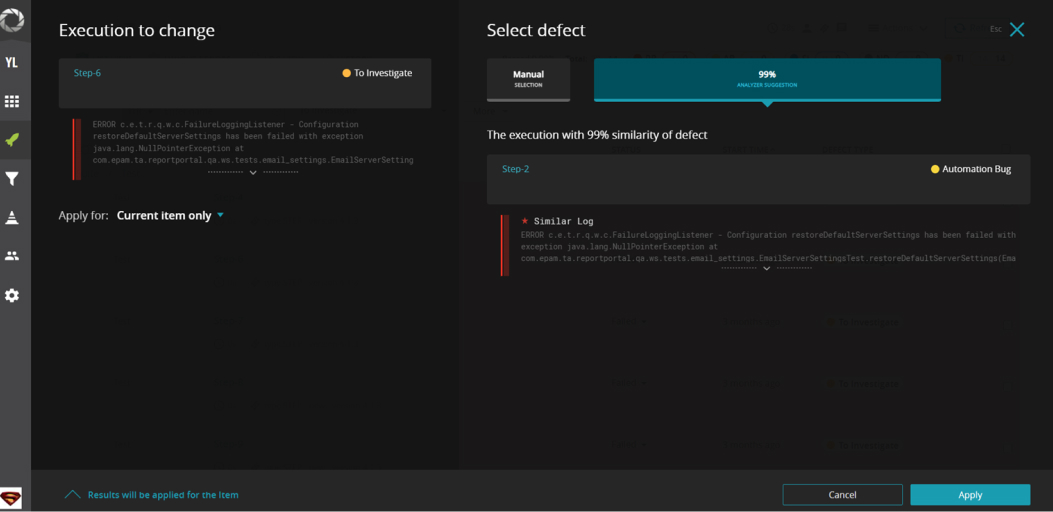 Execution to change
Select defect
Esc
YL
Step-6
To Investigate
ERROR c.e.t.r.q.w.c.FailureLoggingListener - Configuration
restoreDefaultServerSettings has been failed with exception
java.lang.NullPointerException at
com.epam.ta.reportportal.qa.ws.tests.email_settings.EmailServerSetting
Apply for: Current item only
Manual
SELECTION
99%
ANALYZER SUGGESTION
The execution with 99% similarity of defect
Step-2
Automation Bug
Similar Log
ERROR c.e.t.r.q.w.c.FailureLoggingListener - Configuration restoreDefaultServerSettings has been failed with
exception java.lang.NullPointerException at
com.epam.ta.reportportal.qa.ws.tests.email_settings.EmailServerSettingsTest.restoreDefaultServerSettings(Ema
Results will be applied for the Item
Cancel
Apply